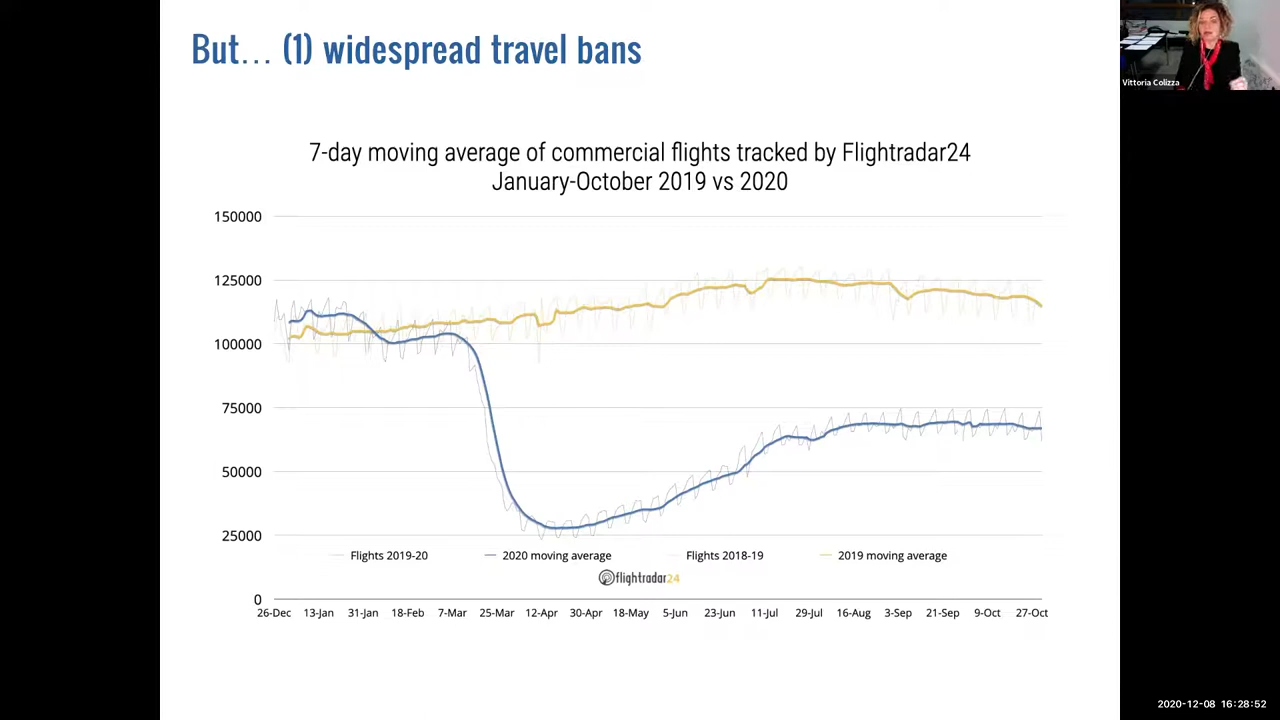 But… (1) widespread travel bans
Vittoria Colizza
7-day moving average of commercial flights tracked by Flightradar24
January-October 2019 vs 2020
150000
125000
100000
75000
50000
25000
0
Flights 2019-20 2020 moving average Flights 2018-19 2019 moving average
flightradar24
26-Dec 13-Jan 31-Jan 18-Feb 7-Mar 25-Mar 12-Apr 30-Apr 18-May 5-Jun 23-Jun 11-Jul 29-Jul 16-Aug 3-Sep 21-Sep 9-Oct 27-Oct
2020-12-08 16:28:52